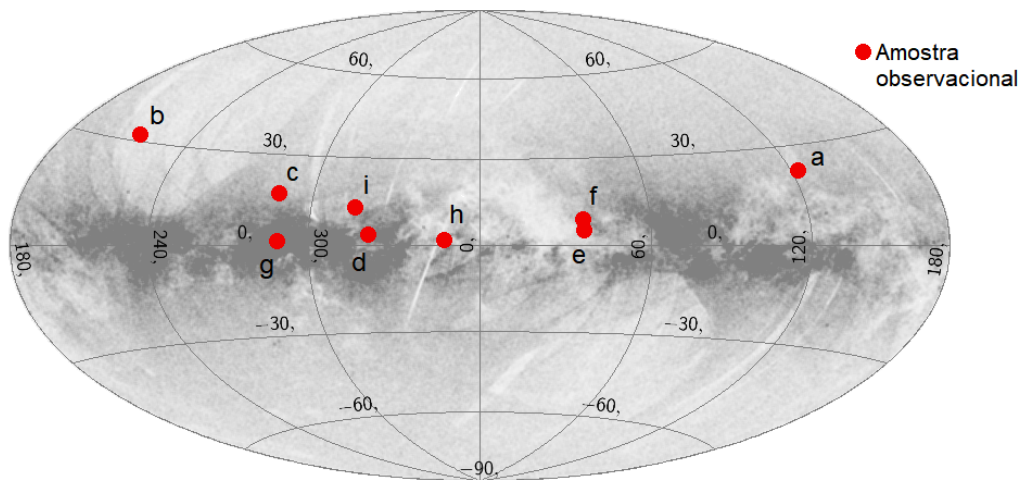 60,
60,
Amostra
observacional
b
30,
30,
a
c
i
f
h
180,
240,
0,
300,
0,
60,
0,
120,
180,
g
d
e
−30,
−30,
−60,
−60,
−90,